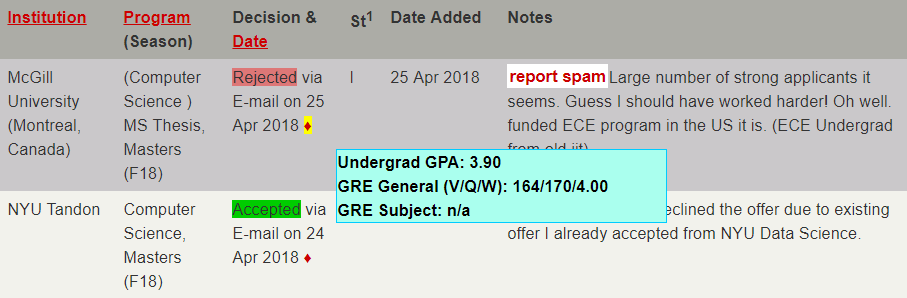 Institution
Program
(Season)
Decision &
Date
St¹
Date Added
Notes
McGill
University
(Montreal,
Canada)
(Computer
Science )
MS Thesis,
Masters
(F18)
Rejected via
E-mail on 25
Apr 2018 ♦
I
25 Apr 2018
report spam Large number of strong applicants it
seems. Guess I should have worked harder! Oh well.
funded ECE program in the US it is. (ECE Undergrad
from old iit)
Undergrad GPA: 3.90
GRE General (V/Q/W): 164/170/4.00
GRE Subject: n/a
NYU Tandon
Computer
Science,
Masters
(F18)
Accepted via
E-mail on 24
Apr 2018 ♦
eclined the offer due to existing
offer I already accepted from NYU Data Science.